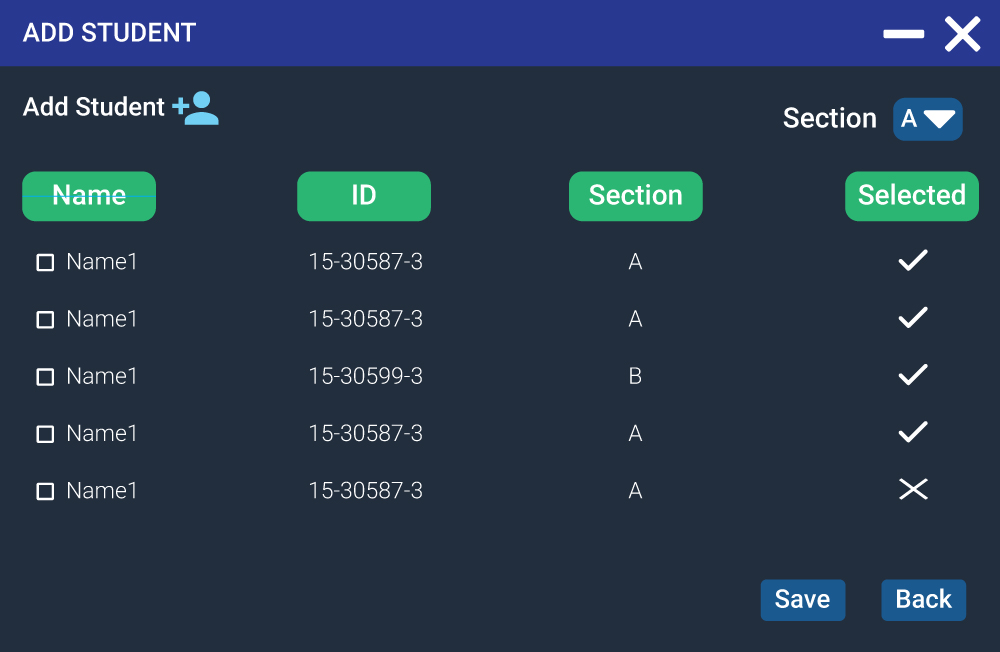 ADD STUDENT
Add Student
Section A
Name ID Section Selected
Name1 15-30587-3 A
Name1 15-30587-3 A
Name1 15-30599-3 B
Name1 15-30587-3 A
Name1 15-30587-3 A
Save Back